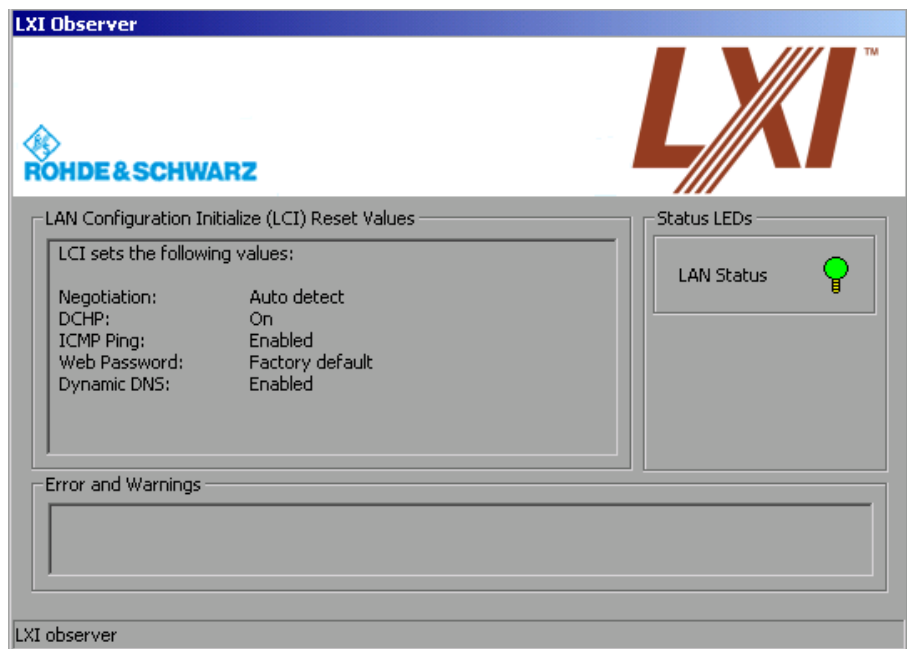 LXI Observer
LXI TM
ROHDE & SCHWARZ
LAN Configuration Initialize (LCI) Reset Values
LCI sets the following values:
Negotiation: Auto detect
DCHP: On
ICMP Ping: Enabled
Web Password: Factory default
Dynamic DNS: Enabled
Status LEDs
LAN Status
Error and Warnings
LXI observer